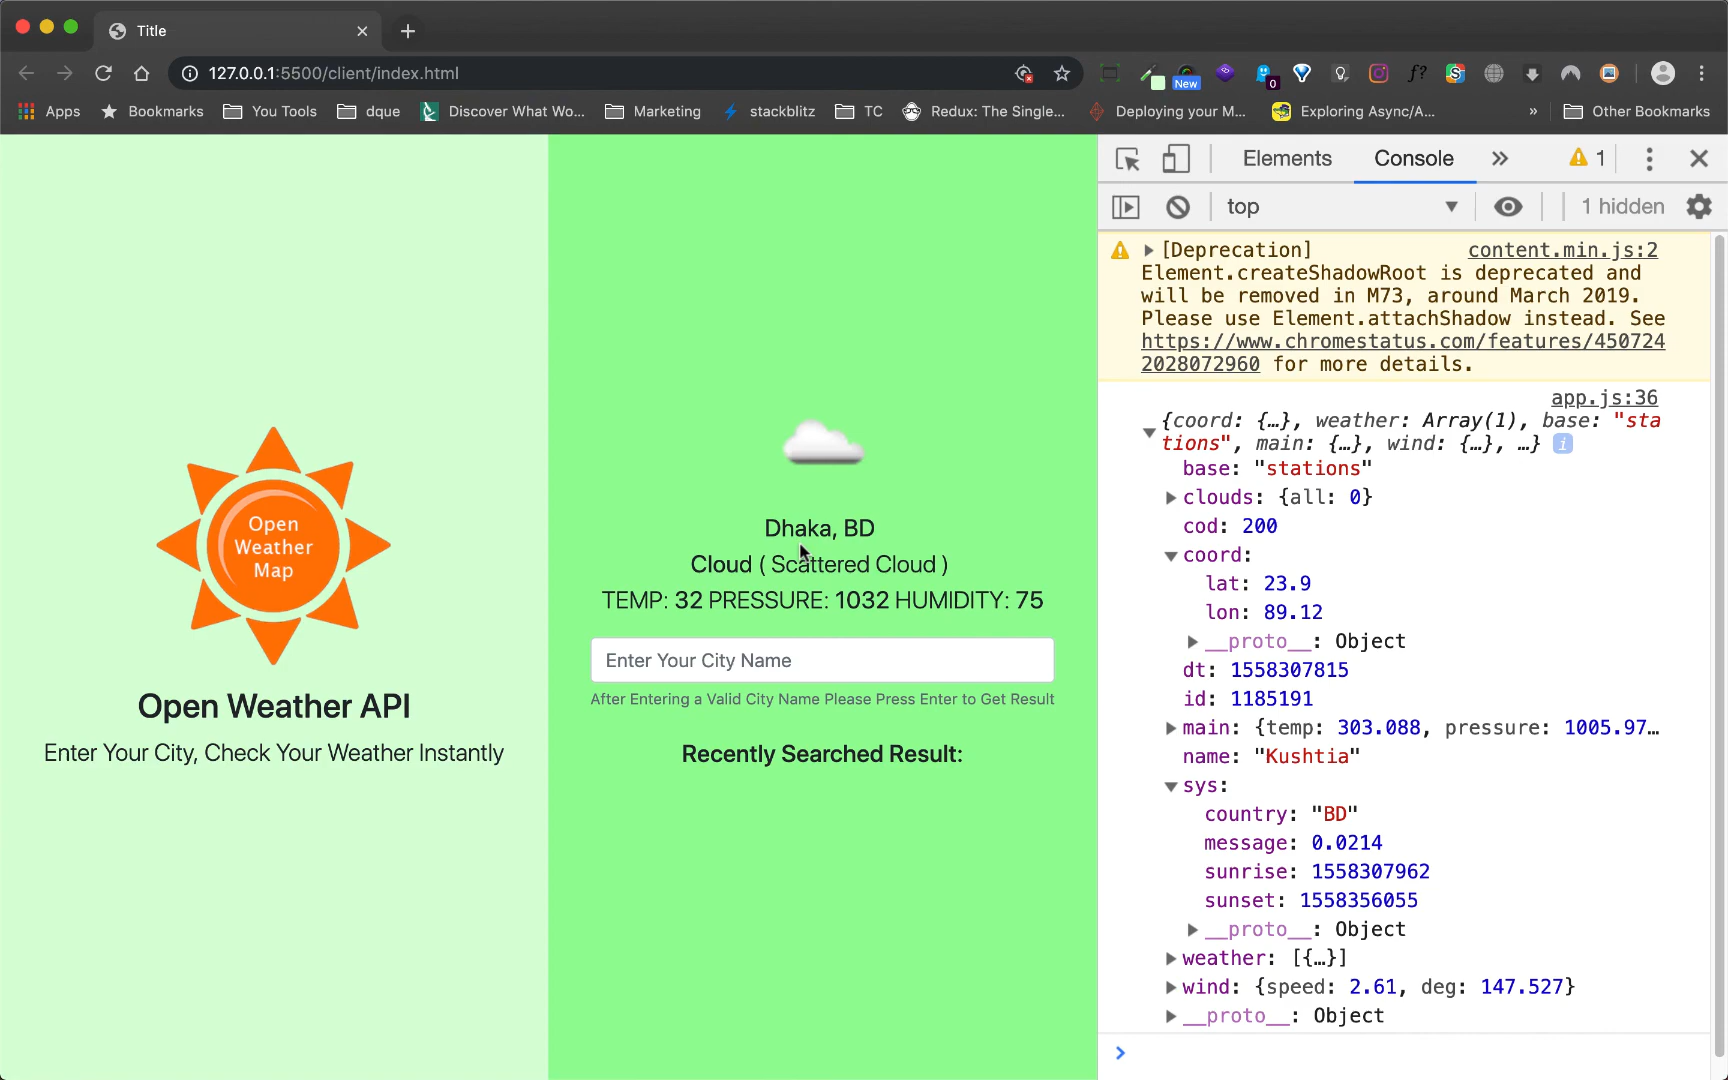 Title
127.0.0.1:5500/client/index.html
New
0
f?
S
Apps
Bookmarks
You Tools
dque
Discover What Wo...
Marketing
stackblitz
TC
Redux: The Single...
Deploying your M...
Exploring Async/A...
»
Other Bookmarks
Open
Weather
Map
Open Weather API
Enter Your City, Check Your Weather Instantly
Dhaka, BD
Cloud ( Scattered Cloud )
TEMP: 32 PRESSURE: 1032 HUMIDITY: 75
Enter Your City Name
After Entering a Valid City Name Please Press Enter to Get Result
Recently Searched Result:
Elements Console » 1
top 1 hidden
[Deprecation] content.min.js:2
Element.createShadowRoot is deprecated and
will be removed in M73, around March 2019.
Please use Element.attachShadow instead. See
https://www.chromestatus.com/features/450724
2028072960 for more details.
app.js:36
{coord: {…}, weather: Array(1), base: "sta
tions", main: {…}, wind: {…}, …} i
base: "stations"
clouds: {all: 0}
cod: 200
coord:
lat: 23.9
lon: 89.12
__proto__: Object
dt: 1558307815
id: 1185191
main: {temp: 303.088, pressure: 1005.97…
name: "Kushtia"
sys:
country: "BD"
message: 0.0214
sunrise: 1558307962
sunset: 1558356055
__proto__: Object
weather: [{…}]
wind: {speed: 2.61, deg: 147.527}
__proto__: Object